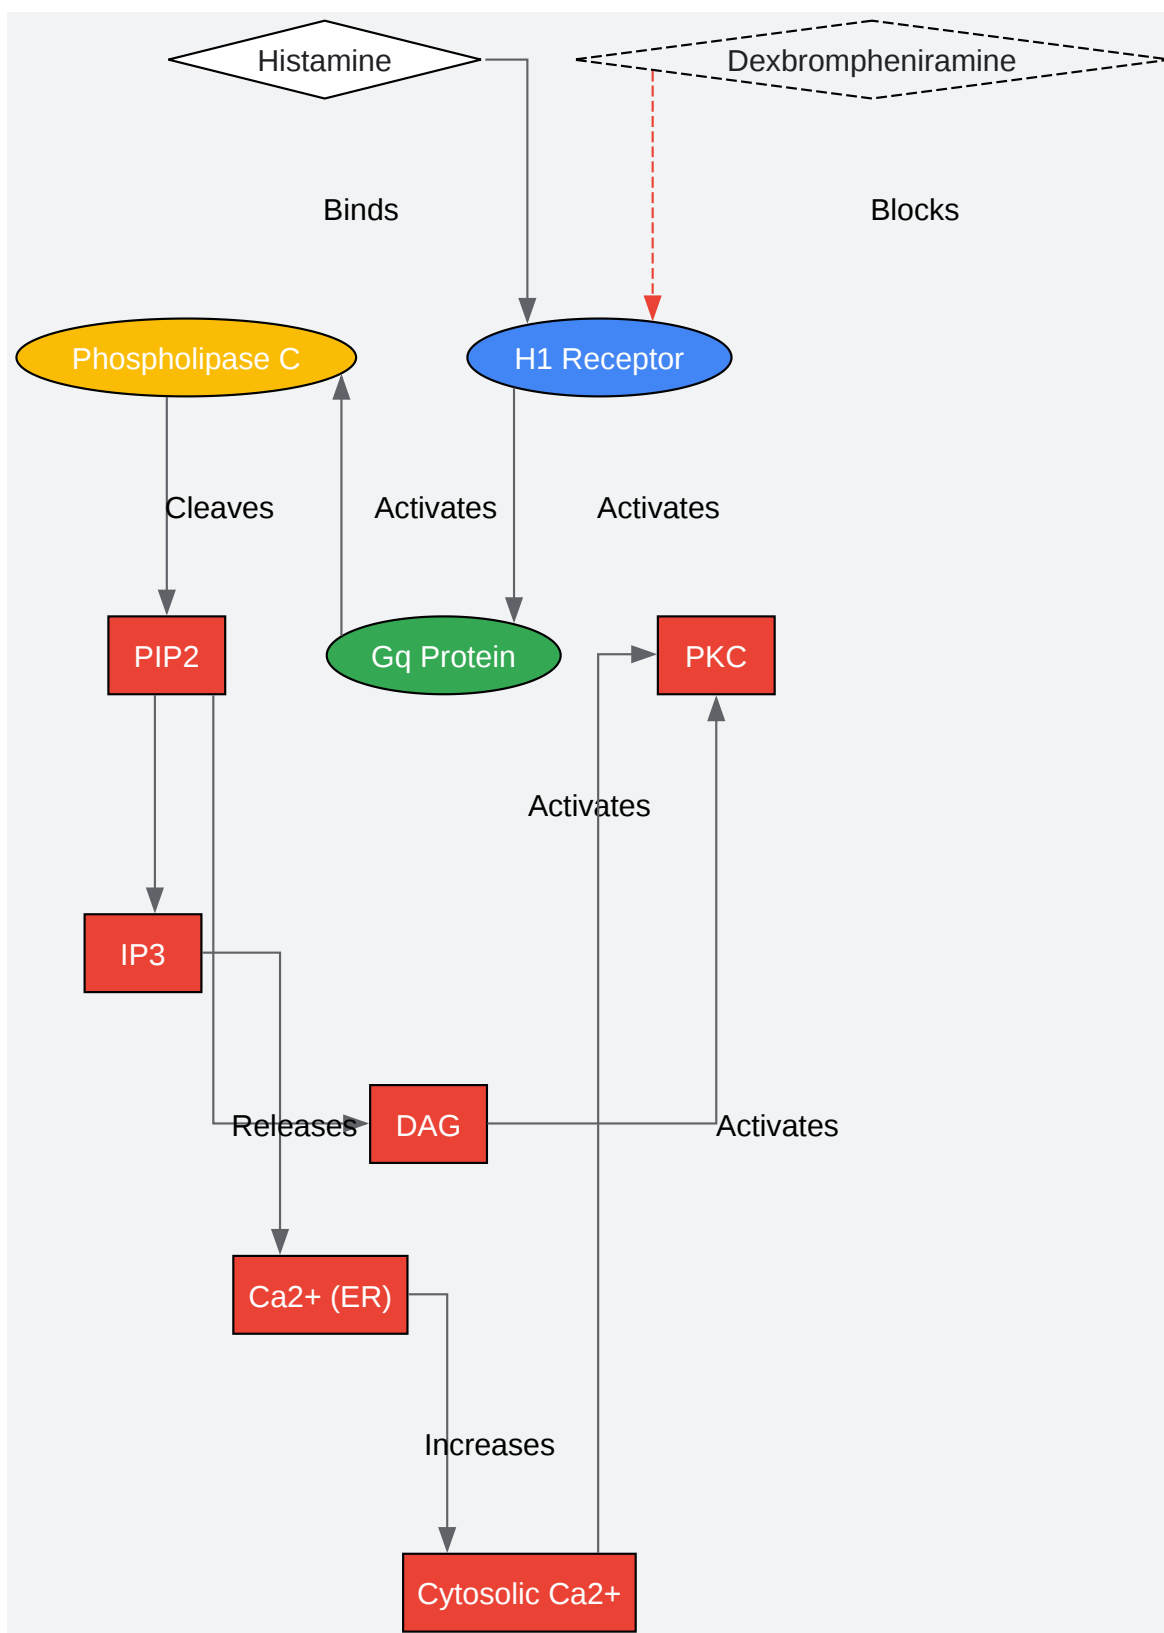 Histamine
Dexbrompheniramine
Binds
Blocks
Phospholipase C
H1 Receptor
Cleaves
Activates
Activates
PIP2
Gq Protein
PKC
Activates
IP3
Releases
DAG
Activates
Ca2+ (ER)
Increases
Cytosolic Ca2+